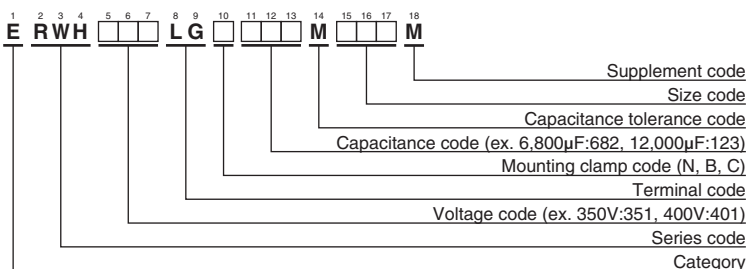 1 2 3 4 5 6 7 8 9 10 11 12 13 14 15 16 17 18
E RWH □□□ LG □ □□□ M □□□ M
Supplement code
Size code
Capacitance tolerance code
Capacitance code (ex. 6,800µF:682, 12,000µF:123)
Mounting clamp code (N, B, C)
Terminal code
Voltage code (ex. 350V:351, 400V:401)
Series code
Category